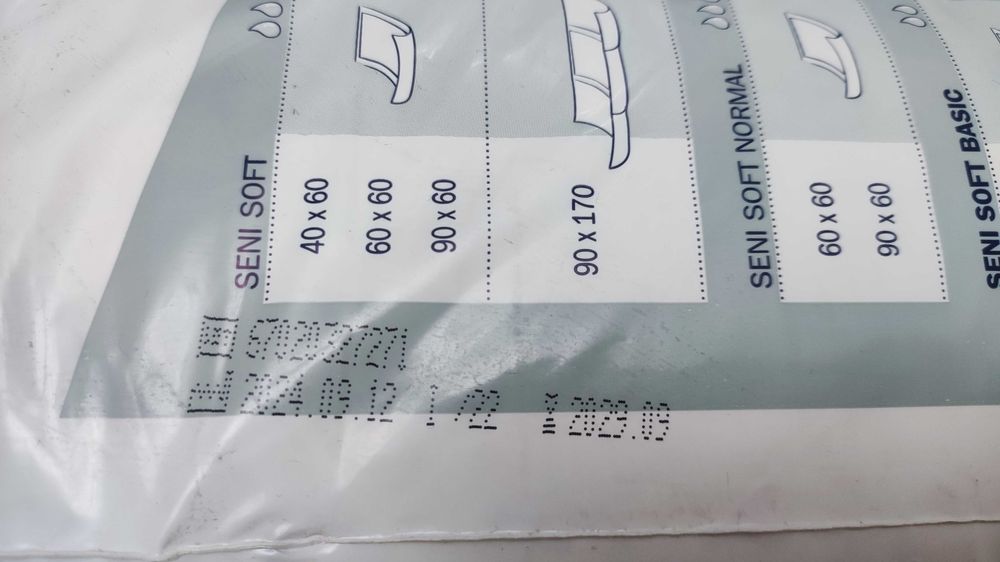 SENI SOFT
40 x 60
60 x 60
90 x 60
90 x 170
SENI SOFT NORMAL
60 x 60
90 x 60
SENI SOFT BASIC
2024.09.12
2029.09